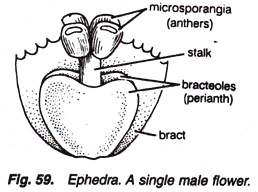 microsporangia
(anthers)
stalk
bracteoles
(perianth)
bract
Fig. 59. Ephedra. A single male flower.